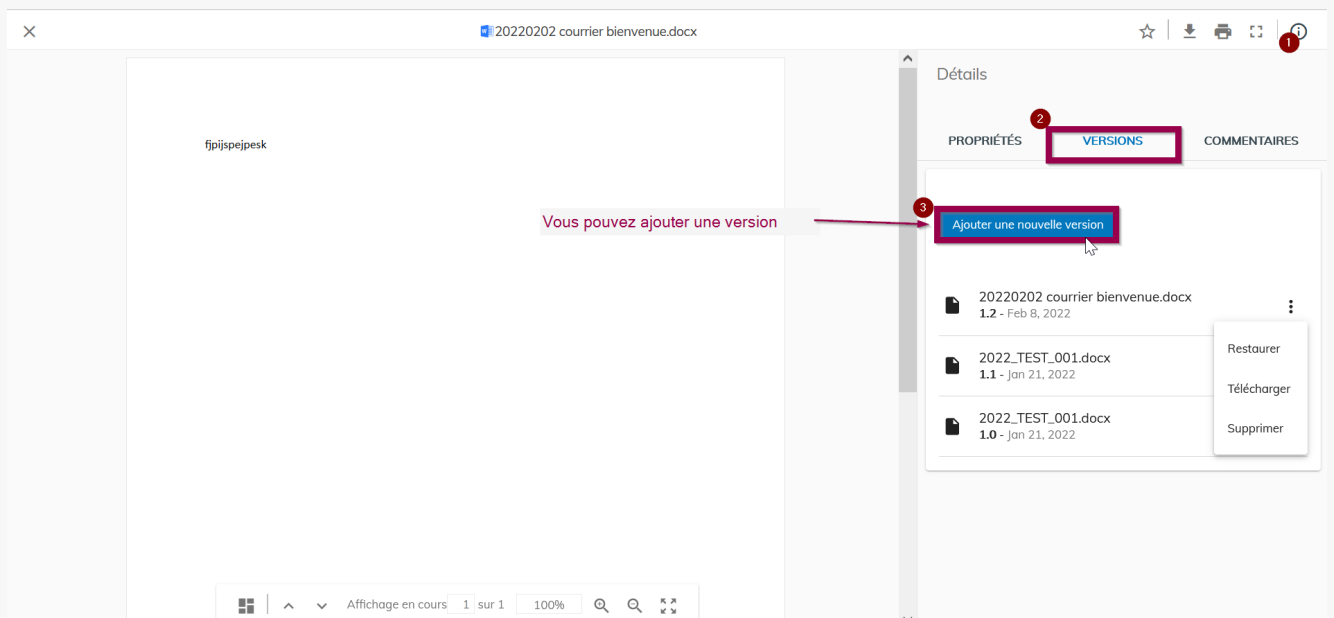 20220202 courrier bienvenue.docx
1
Détails
2
PROPRIÉTÉS VERSIONS COMMENTAIRES
fjpijspejpesk
3
Vous pouvez ajouter une version
Ajouter une nouvelle version
20220202 courrier bienvenue.docx
1.2 - Feb 8, 2022
Restaurer
2022_TEST_001.docx
1.1 - Jan 21, 2022
Télécharger
2022_TEST_001.docx
1.0 - Jan 21, 2022
Supprimer
Affichage en cours 1 sur 1 100%